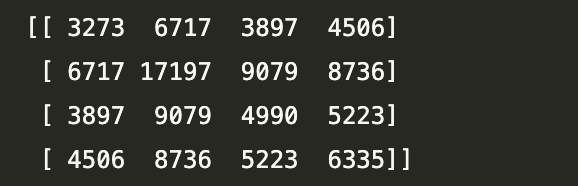 [[ 3273  6717  3897  4506]
[ 6717 17197  9079  8736]
[ 3897  9079  4990  5223]
[ 4506  8736  5223  6335]]